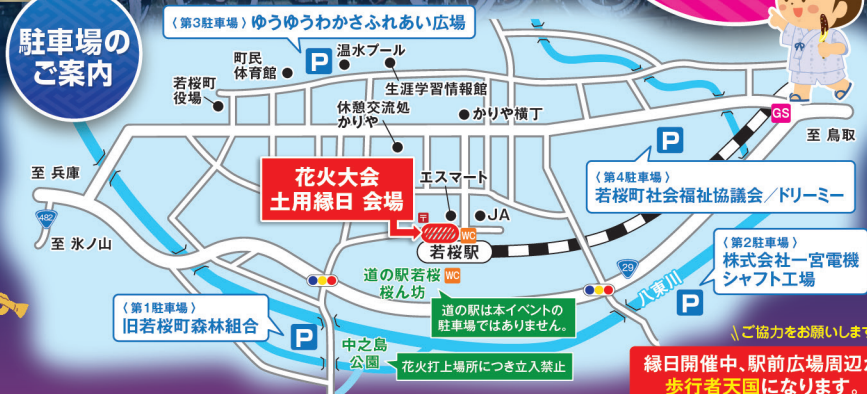 駐車場の
ご案内
〈第3駐車場〉ゆうゆうわかさふれあい広場
P
温水プール
町民
体育館
生涯学習情報館
若桜町
役場
休憩交流処
かりや
かりや横丁
GS
至 鳥取
P
至 兵庫
花火大会
土用縁日 会場
エスマート
JA
〈第4駐車場〉
若桜町社会福祉協議会/ドリーミー
482
至 氷ノ山
〒
WC
若桜駅
道の駅若桜
桜ん坊
WC
29
八東川
〈第2駐車場〉
株式会社一宮電機
シャフト工場
P
道の駅は本イベントの
駐車場ではありません。
〈第1駐車場〉
旧若桜町森林組合
P
中之島
公園
花火打上場所につき立入禁止
ご協力をお願いします
縁日開催中、駅前広場周辺が
歩行者天国になります。